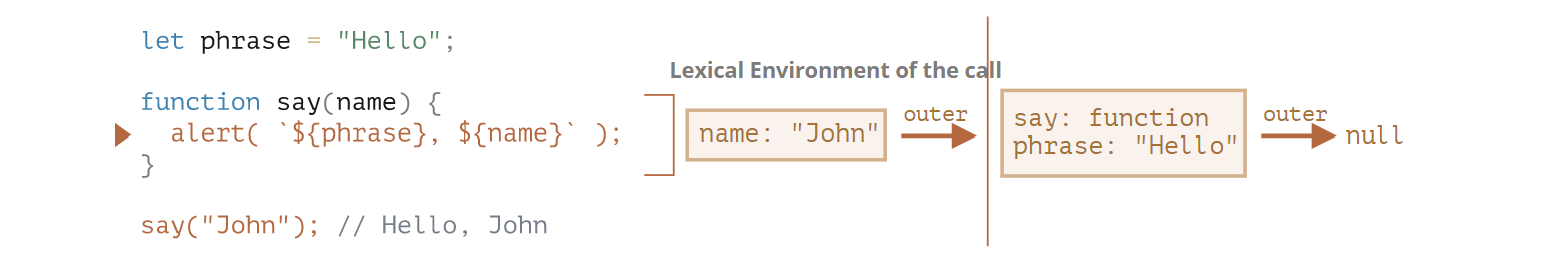 let phrase = "Hello";
function say(name) {
  alert( `${phrase}, ${name}` );
}
say("John"); // Hello, John
Lexical Environment of the call
name: "John"
outer
say: function
phrase: "Hello"
outer
null